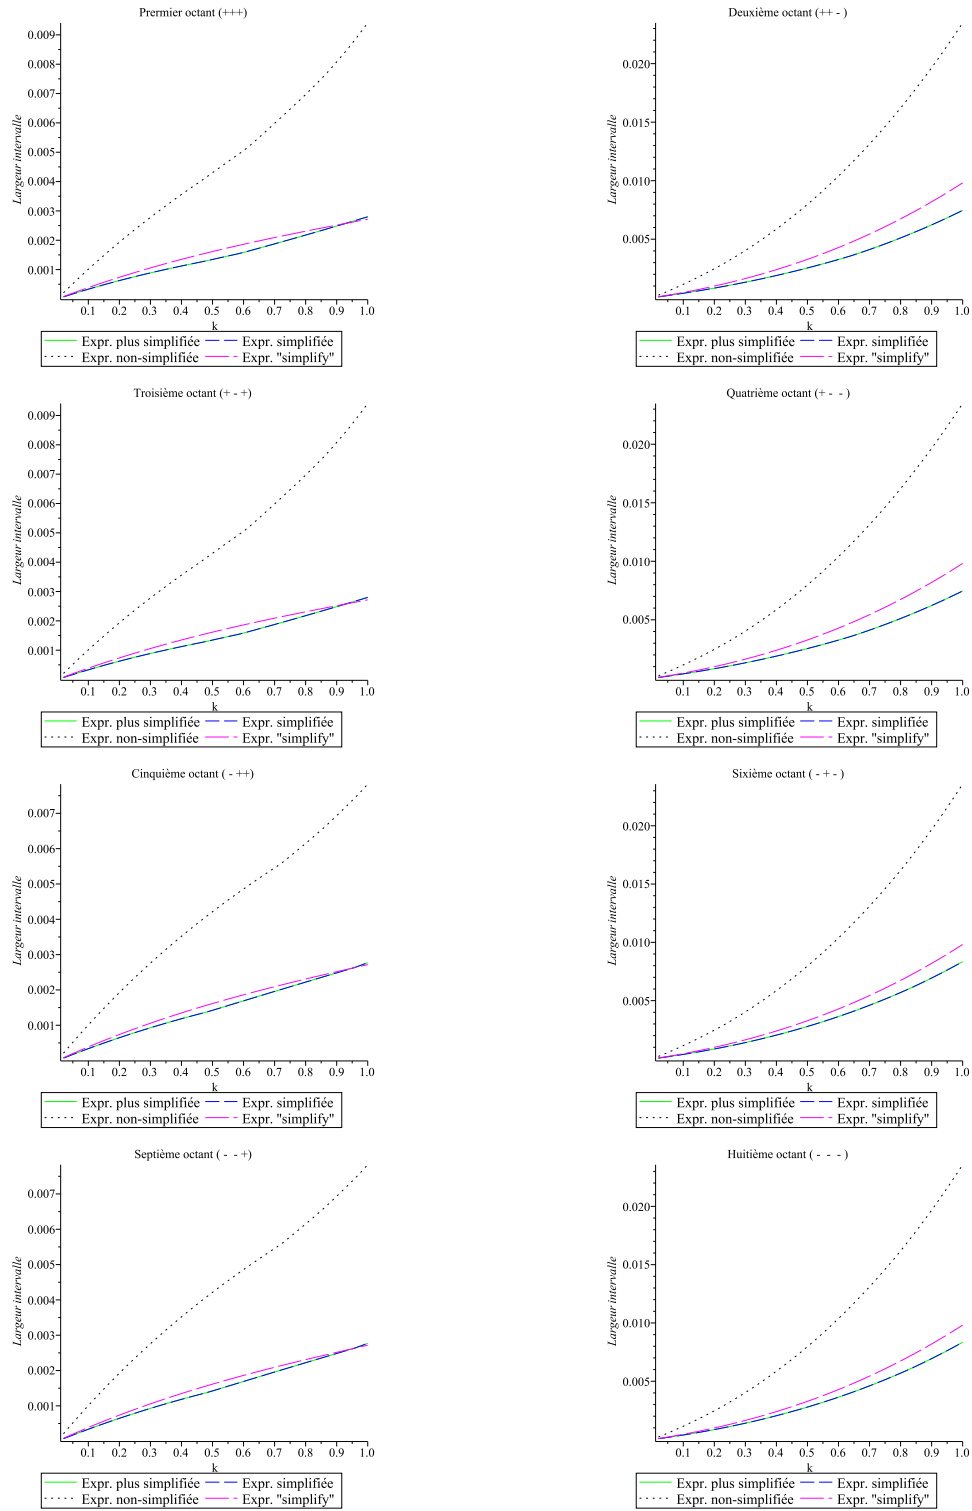 Prermier octant (+++)
Largeur intervalle
0.009
0.008
0.007
0.006
0.005
0.004
0.003
0.002
0.001
0.1 0.2 0.3 0.4 0.5 0.6 0.7 0.8 0.9 1.0
k
Expr. plus simplifiée Expr. simplifiée
Expr. non-simplifiée Expr. "simplify"
Deuxième octant (++ - )
Largeur intervalle
0.020
0.015
0.010
0.005
0.1 0.2 0.3 0.4 0.5 0.6 0.7 0.8 0.9 1.0
k
Expr. plus simplifiée Expr. simplifiée
Expr. non-simplifiée Expr. "simplify"
Troisième octant (+ - +)
Largeur intervalle
0.009
0.008
0.007
0.006
0.005
0.004
0.003
0.002
0.001
0.1 0.2 0.3 0.4 0.5 0.6 0.7 0.8 0.9 1.0
k
Expr. plus simplifiée Expr. simplifiée
Expr. non-simplifiée Expr. "simplify"
Quatrième octant (+ - - )
Largeur intervalle
0.020
0.015
0.010
0.005
0.1 0.2 0.3 0.4 0.5 0.6 0.7 0.8 0.9 1.0
k
Expr. plus simplifiée Expr. simplifiée
Expr. non-simplifiée Expr. "simplify"
Cinquième octant ( - ++)
Largeur intervalle
0.007
0.006
0.005
0.004
0.003
0.002
0.001
0.1 0.2 0.3 0.4 0.5 0.6 0.7 0.8 0.9 1.0
k
Expr. plus simplifiée Expr. simplifiée
Expr. non-simplifiée Expr. "simplify"
Sixième octant ( - + - )
Largeur intervalle
0.020
0.015
0.010
0.005
0.1 0.2 0.3 0.4 0.5 0.6 0.7 0.8 0.9 1.0
k
Expr. plus simplifiée Expr. simplifiée
Expr. non-simplifiée Expr. "simplify"
Septième octant ( - - +)
Largeur intervalle
0.007
0.006
0.005
0.004
0.003
0.002
0.001
0.1 0.2 0.3 0.4 0.5 0.6 0.7 0.8 0.9 1.0
k
Expr. plus simplifiée Expr. simplifiée
Expr. non-simplifiée Expr. "simplify"
Huitième octant ( - - - )
Largeur intervalle
0.020
0.015
0.010
0.005
0.1 0.2 0.3 0.4 0.5 0.6 0.7 0.8 0.9 1.0
k
Expr. plus simplifiée Expr. simplifiée
Expr. non-simplifiée Expr. "simplify"